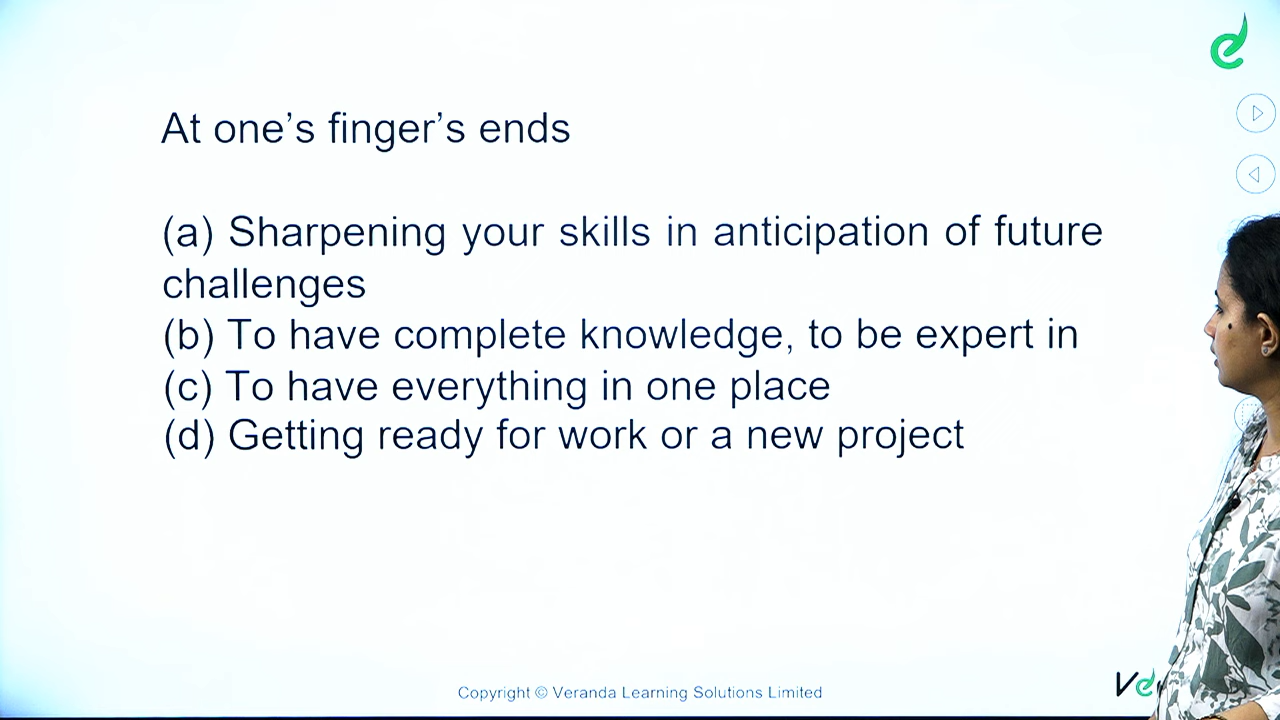 At one’s finger’s ends
(a) Sharpening your skills in anticipation of future
challenges
(b) To have complete knowledge, to be expert in
(c) To have everything in one place
(d) Getting ready for work or a new project
Copyright © Veranda Learning Solutions Limited